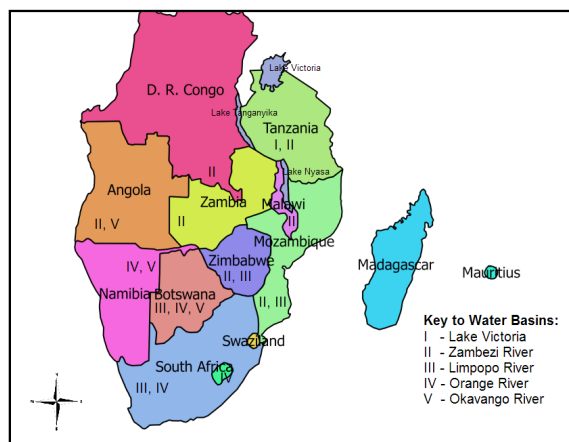 Lake Victoria
D. R. Congo
Lake Tanganyika
Tanzania
I, II
II
Lake Nyasa
Angola
II, V
II
Zambia
Malawi
II
Mozambique
Zimbabwe
II, III
IV, V
Namibia
Botswana
III, IV, V
II, III
Madagascar
Mauritius
Swaziland
South Africa
IV
III, IV
Key to Water Basins:
I - Lake Victoria
II - Zambezi River
III - Limpopo River
IV - Orange River
V - Okavango River